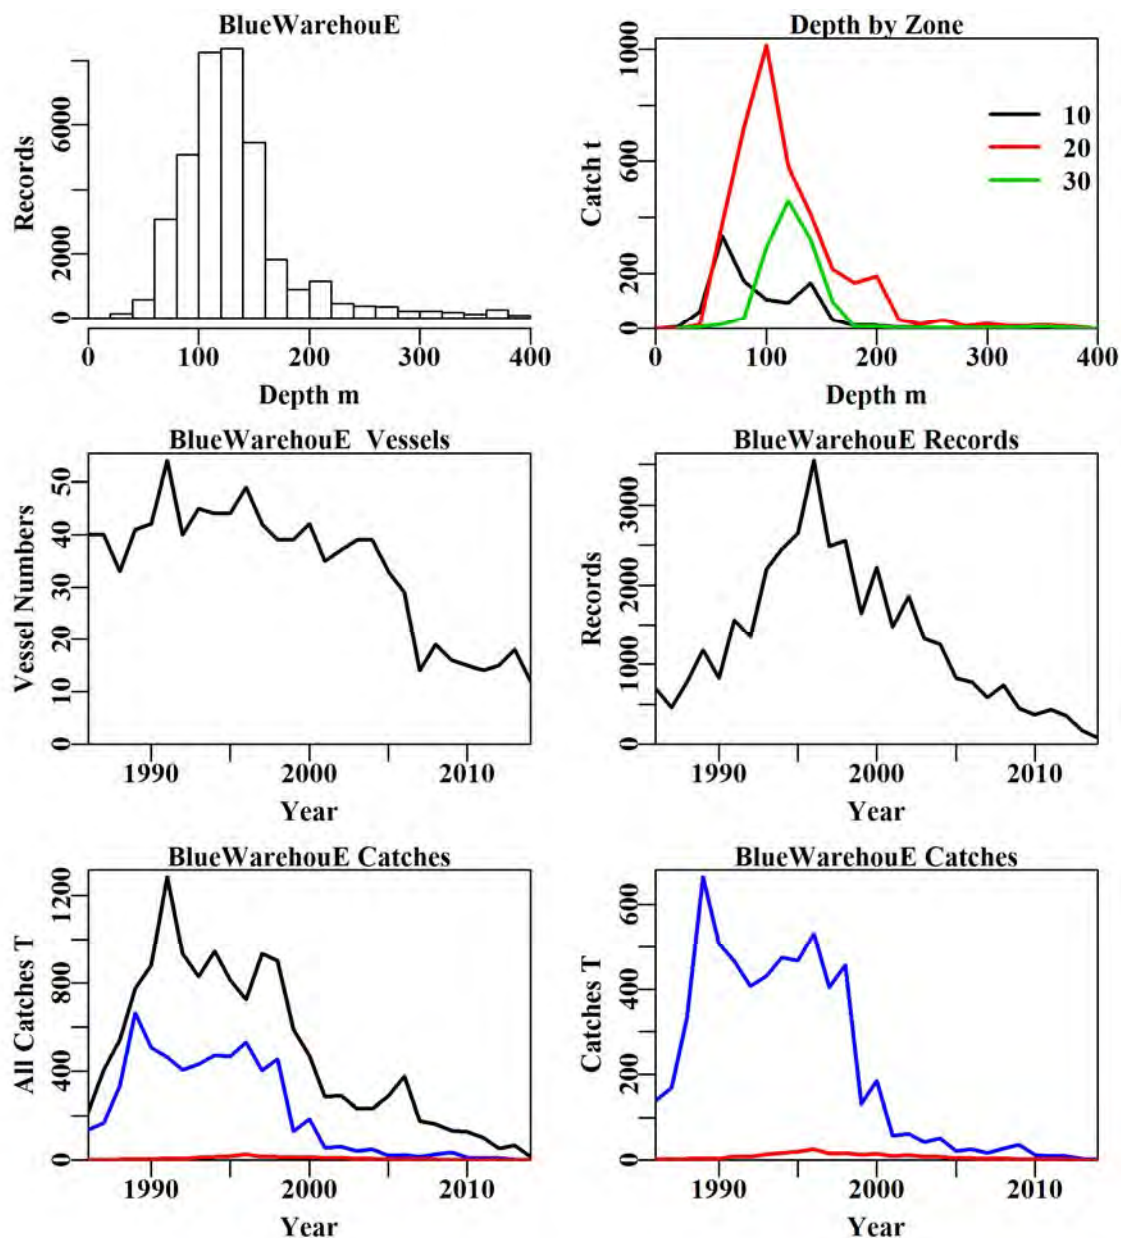 BlueWarehouE
Records
6000
2000
0
0 100 200 300 400
Depth m
Depth by Zone
Catch t
1000
600
200
0
10
20
30
0 100 200 300 400
Depth m
BlueWarehouE Vessels
Vessel Numbers
50
40
30
20
10
0
1990 2000 2010
Year
BlueWarehouE Records
Records
3000
2000
1000
0
1990 2000 2010
Year
BlueWarehouE Catches
All Catches T
1200
800
400
0
1990 2000 2010
Year
BlueWarehouE Catches
Catches T
600
400
200
0
1990 2000 2010
Year